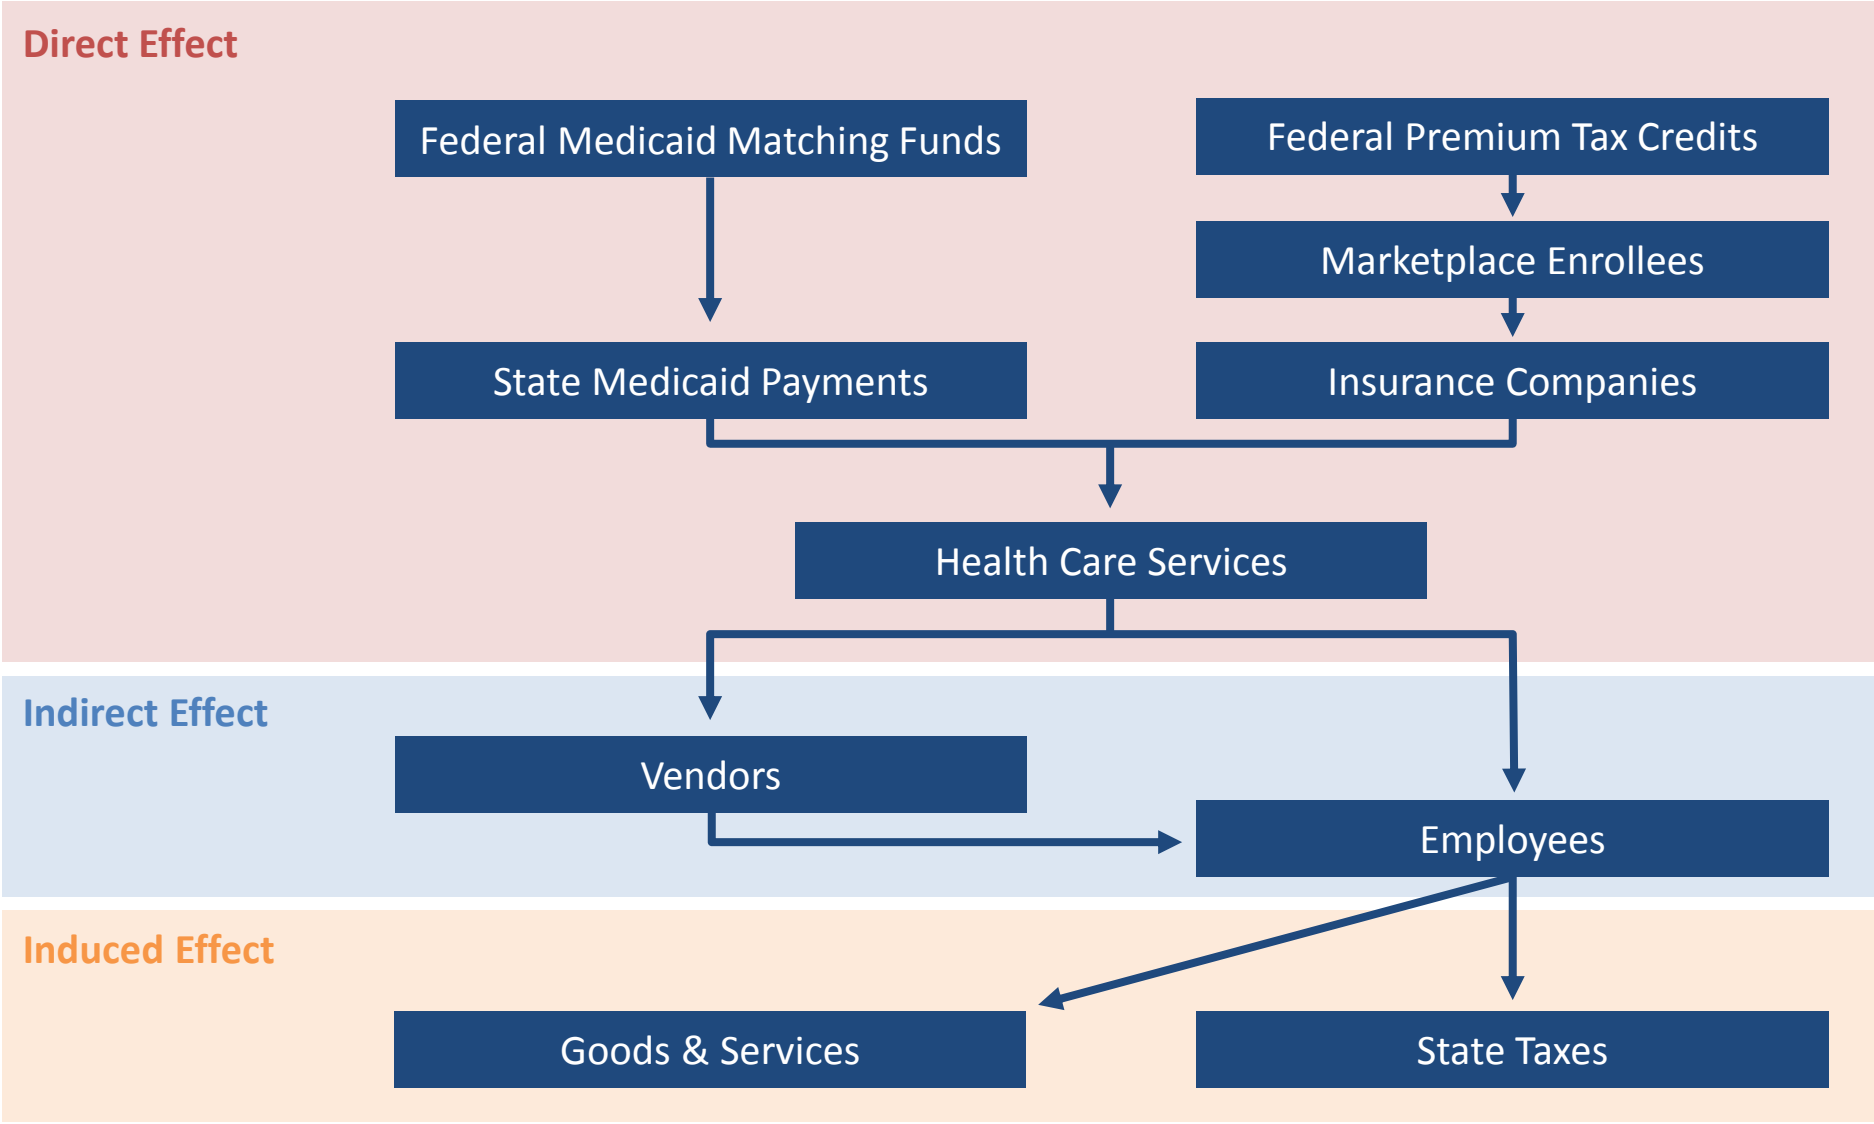 Direct Effect
Federal Medicaid Matching Funds
Federal Premium Tax Credits
Marketplace Enrollees
State Medicaid Payments
Insurance Companies
Health Care Services
Indirect Effect
Vendors
Employees
Induced Effect
Goods & Services
State Taxes